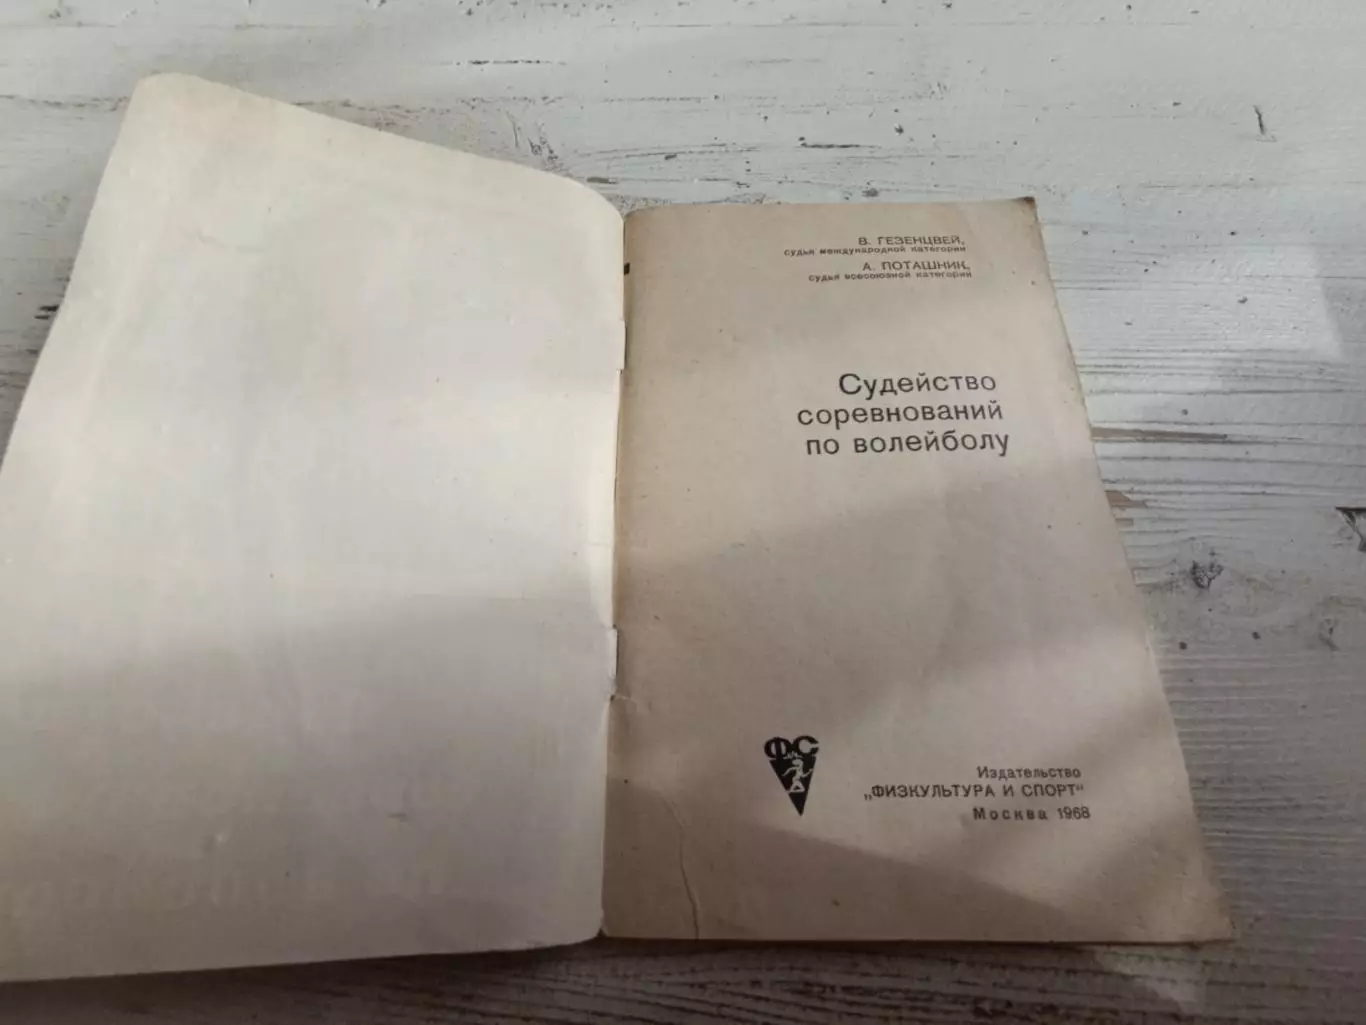 В. ГЕЗЕНЦВЕЙ,
судья международной категории
А. ПОТАШНИК,
судья всесоюзной категории
Судейство
соревнований
по волейболу
ФС
Издательство
„ФИЗКУЛЬТУРА И СПОРТ“
Москва 1968